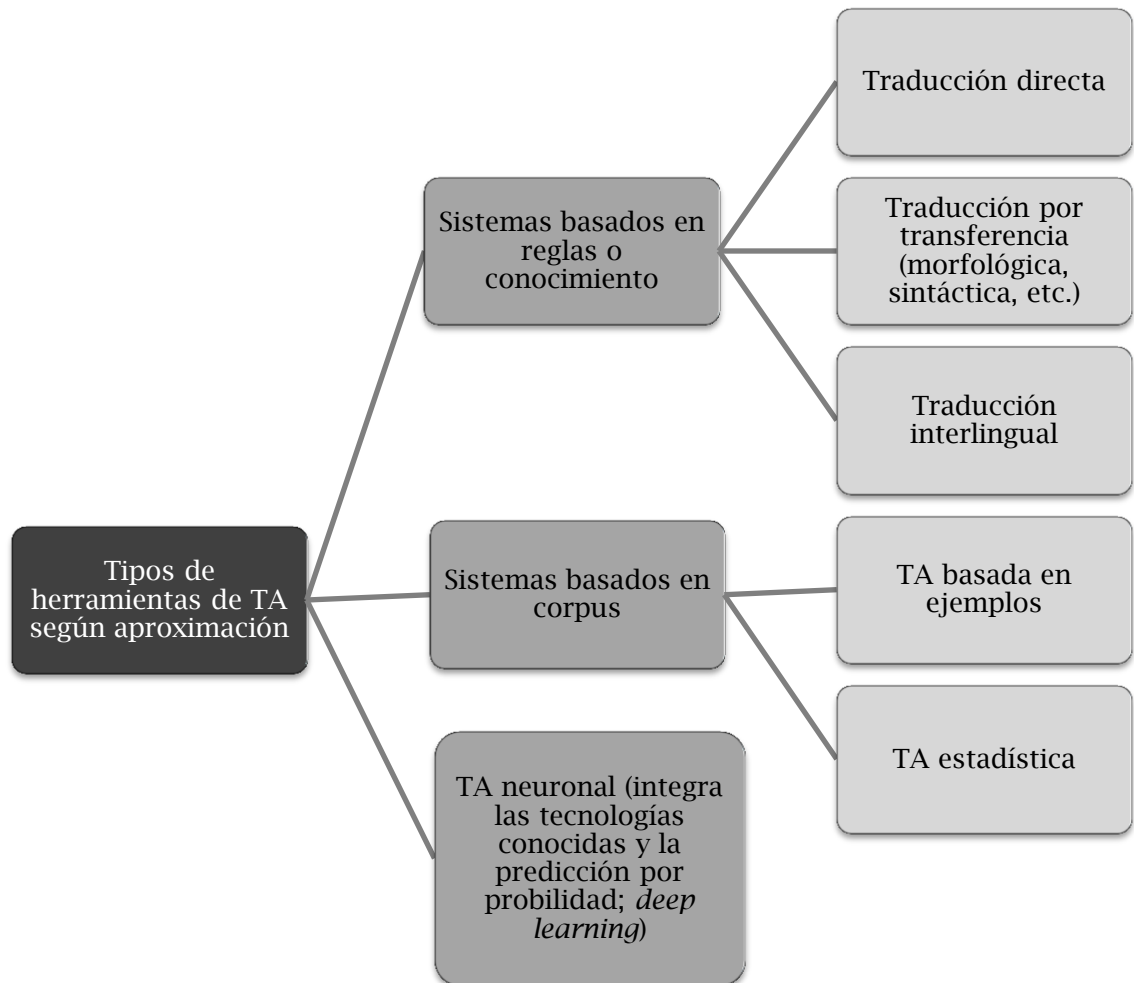 Tipos de
herramientas de TA
según aproximación
Sistemas basados en
reglas o
conocimiento
Traducción directa
Traducción por
transferencia
(morfológica,
sintáctica, etc.)
Traducción
interlingual
Sistemas basados en
corpus
TA basada en
ejemplos
TA estadística
TA neuronal (integra
las tecnologías
conocidas y la
predicción por
probilidad; deep
learning)